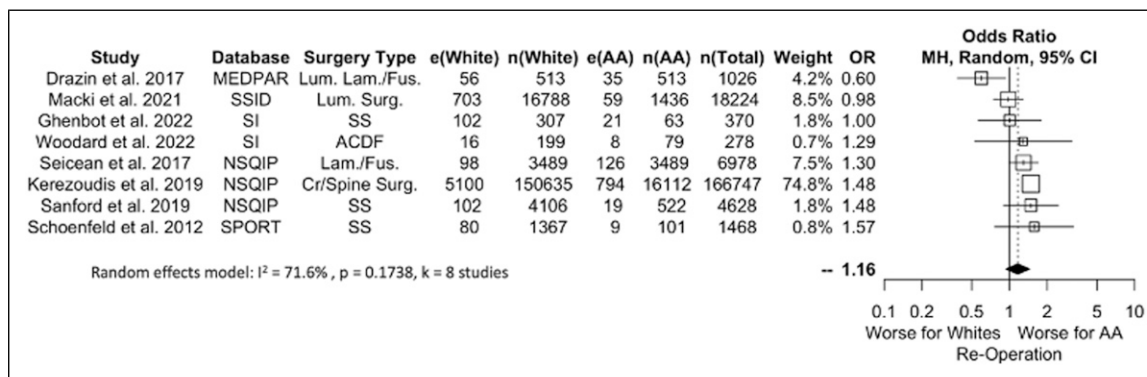 Odds Ratio
Study Database Surgery Type e(White) n(White) e(AA) n(AA) n(Total) Weight OR MH, Random, 95% CI
Drazin et al. 2017 MEDPAR Lum. Lam./Fus. 56 513 35 513 1026 4.2% 0.60
Macki et al. 2021 SSID Lum. Surg. 703 16788 59 1436 18224 8.5% 0.98
Ghenbot et al. 2022 SI SS 102 307 21 63 370 1.8% 1.00
Woodard et al. 2022 SI ACDF 16 199 8 79 278 0.7% 1.29
Seicean et al. 2017 NSQIP Lam./Fus. 98 3489 126 3489 6978 7.5% 1.30
Kerezoudis et al. 2019 NSQIP Cr/Spine Surg. 5100 150635 794 16112 166747 74.8% 1.48
Sanford et al. 2019 NSQIP SS 102 4106 19 522 4628 1.8% 1.48
Schoenfeld et al. 2012 SPORT SS 80 1367 9 101 1468 0.8% 1.57
Random effects model: I² = 71.6% , p = 0.1738, k = 8 studies -- 1.16
0.1 0.2 0.5 1 2 5 10
Worse for Whites Worse for AA
Re-Operation